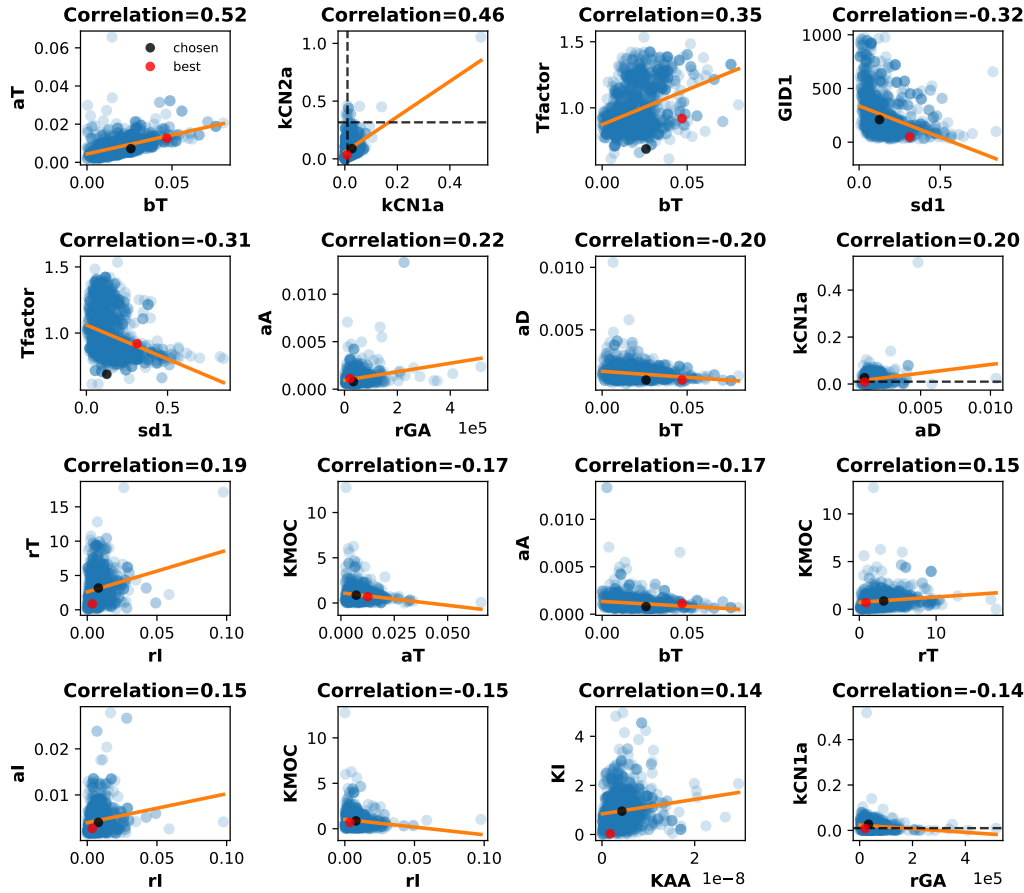 Correlation=0.52
Correlation=0.46
Correlation=0.35
Correlation=-0.32
aT
0.06
0.04
0.02
0.00
chosen
best
0.00
0.05
bT
kCN2a
1.0
0.5
0.0
0.0
0.2
0.4
kCN1a
Tfactor
1.5
1.0
0.00
0.05
bT
GID1
1000
750
500
250
0
0.0
0.5
sd1
Correlation=-0.31
Correlation=0.22
Correlation=-0.20
Correlation=0.20
Tfactor
1.5
1.0
0.0
0.5
sd1
aA
0.010
0.005
0.000
0
2
4
1e5
rGA
aD
0.010
0.005
0.00
0.05
bT
kCN1a
0.4
0.2
0.0
0.005
0.010
aD
Correlation=0.19
Correlation=-0.17
Correlation=-0.17
Correlation=0.15
rT
15
10
5
0
0.00
0.05
0.10
rI
KMOC
10
5
0
0.000
0.025
0.050
aT
aA
0.010
0.005
0.000
0.00
0.05
bT
KMOC
10
5
0
0
10
rT
Correlation=0.15
Correlation=-0.15
Correlation=0.14
Correlation=-0.14
aI
0.02
0.01
0.00
0.05
0.10
rI
KMOC
10
5
0
0.00
0.05
0.10
rI
KI
4
2
0
0
2
1e−8
KAA
kCN1a
0.4
0.2
0.0
0
2
4
1e5
rGA